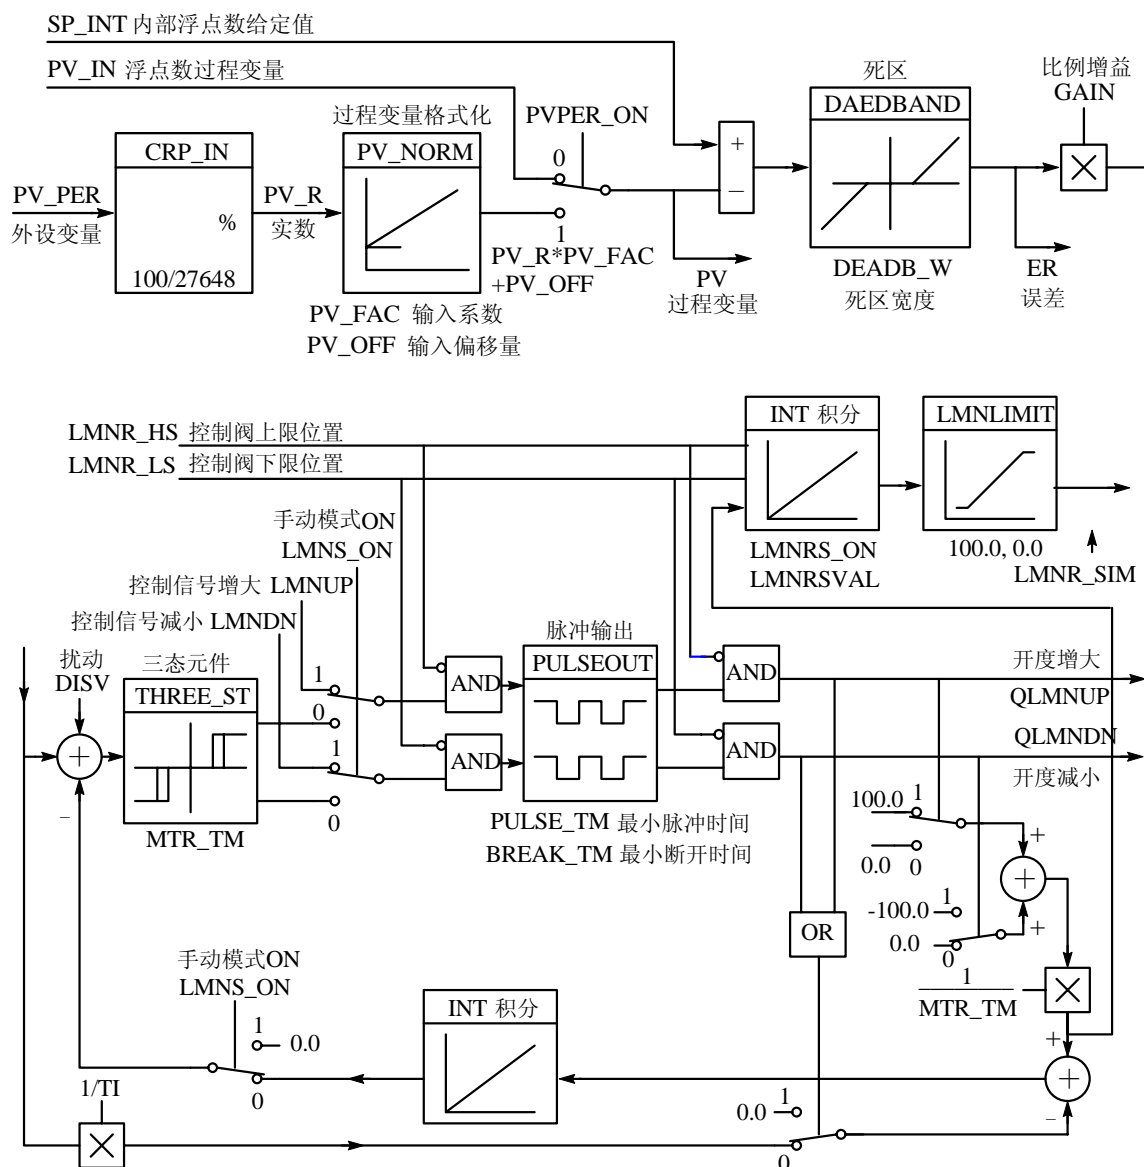 SP_INT 内部浮点数给定值
PV_IN 浮点数过程变量
死区
比例增益
GAIN
过程变量格式化
PVPER_ON
DAEDBAND
CRP_IN
PV_NORM
0
+
PV_PER
外设变量
PV_R
实数
%
−
1
100/27648
PV_R*PV_FAC
+PV_OFF
PV
过程变量
DEADB_W
死区宽度
ER
误差
PV_FAC 输入系数
PV_OFF 输入偏移量
INT 积分
LMNLIMIT
LMNR_HS 控制阀上限位置
LMNR_LS 控制阀下限位置
手动模式ON
LMNS_ON
LMNRS_ON
LMNRSVAL
100.0, 0.0
LMNR_SIM
控制信号增大 LMNUP
控制信号减小 LMNDN
脉冲输出
扰动
DISV
三态元件
THREE_ST
1
AND
PULSEOUT
AND
开度增大
QLMNUP
0
+
1
AND
AND
QLMNDN
开度减小
−
MTR_TM
0
PULSE_TM 最小脉冲时间
BREAK_TM 最小断开时间
100.0
1
+
0.0
0
+
-100.0
1
OR
0.0
0
+
手动模式ON
LMNS_ON
INT 积分
1
MTR_TM
1
0.0
+
1/TI
0
0.0
1
+
-
0